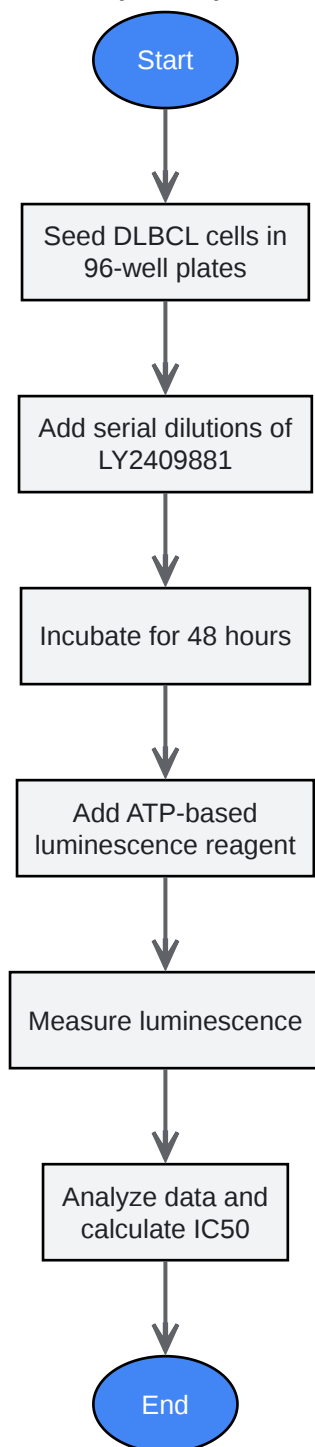 Start
Seed DLBCL cells in
96-well plates
Add serial dilutions of
LY2409881
Incubate for 48 hours
Add ATP-based
luminescence reagent
Measure luminescence
Analyze data and
calculate IC50
End